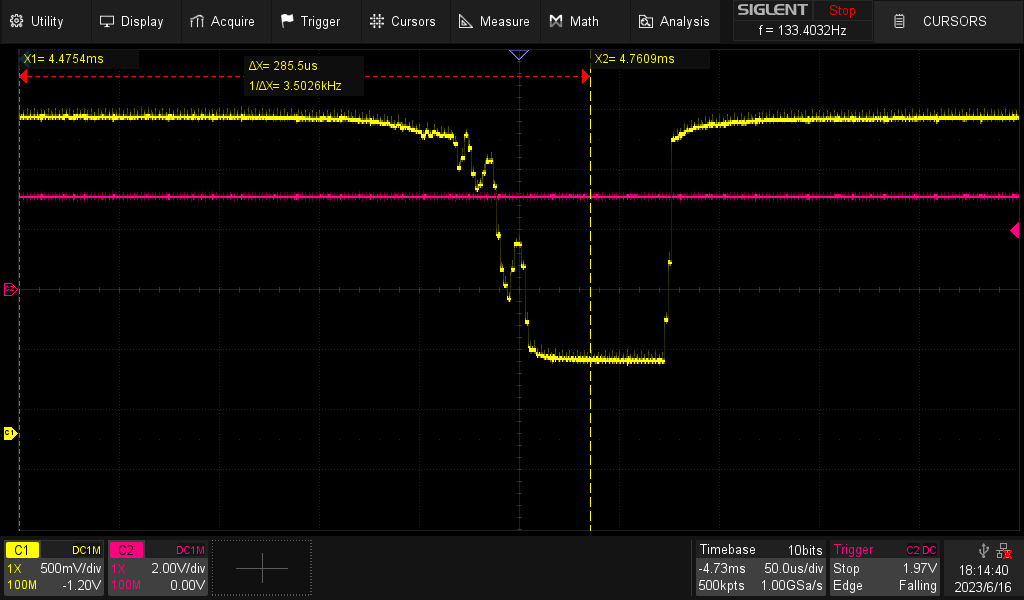 Utility Display Acquire Trigger Cursors Measure Math Analysis SIGLENT Stop CURSORS
f = 133.4032Hz
X1= 4.4754ms X2= 4.7609ms
ΔX= 285.5us
1/ΔX= 3.5026kHz
C2
C1
C1 DC1M C2 DC1M Timebase 10bits Trigger C2 DC
1X 500mV/div 1X 2.00V/div -4.73ms 50.0us/div Stop 1.97V 18:14:40
100M -1.20V 100M 0.00V 500kpts 1.00GSa/s Edge Falling 2023/6/16